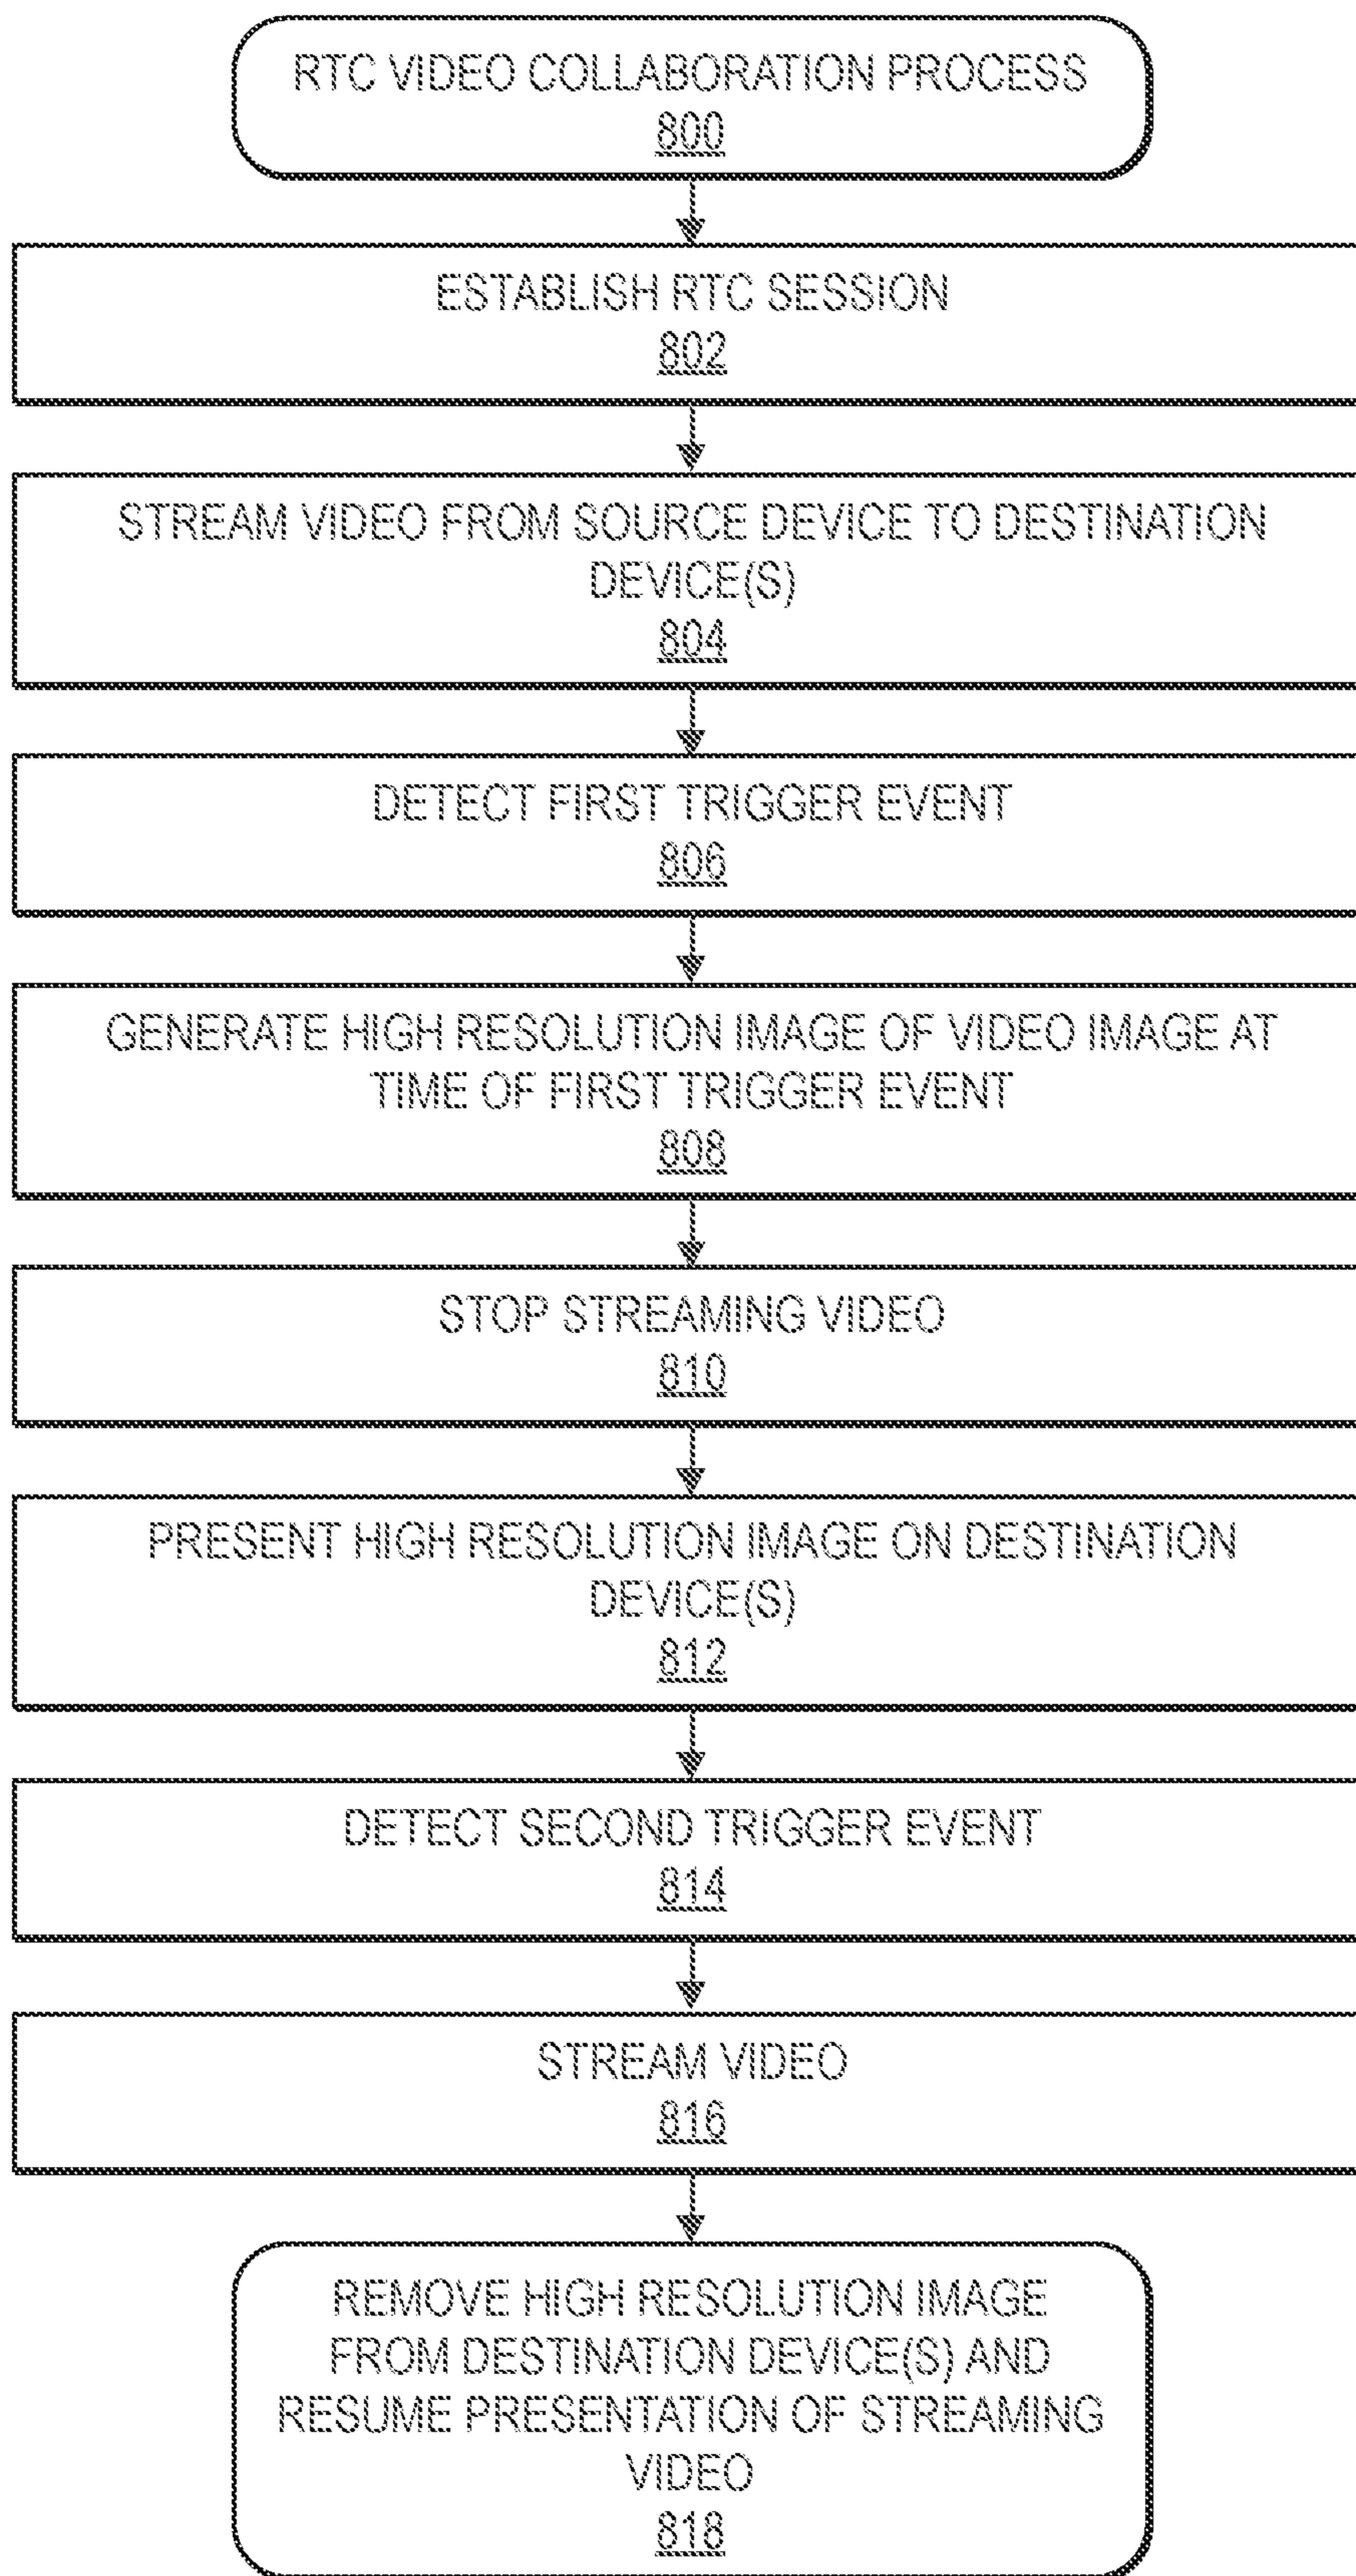 RTC VIDEO COLLABORATION PROCESS
800
ESTABLISH RTC SESSION
802
STREAM VIDEO FROM SOURCE DEVICE TO DESTINATION
DEVICE(S)
804
DETECT FIRST TRIGGER EVENT
806
GENERATE HIGH RESOLUTION IMAGE OF VIDEO IMAGE AT
TIME OF FIRST TRIGGER EVENT
808
STOP STREAMING VIDEO
810
PRESENT HIGH RESOLUTION IMAGE ON DESTINATION
DEVICE(S)
812
DETECT SECOND TRIGGER EVENT
814
STREAM VIDEO
816
REMOVE HIGH RESOLUTION IMAGE
FROM DESTINATION DEVICE(S) AND
RESUME PRESENTATION OF STREAMING
VIDEO
818